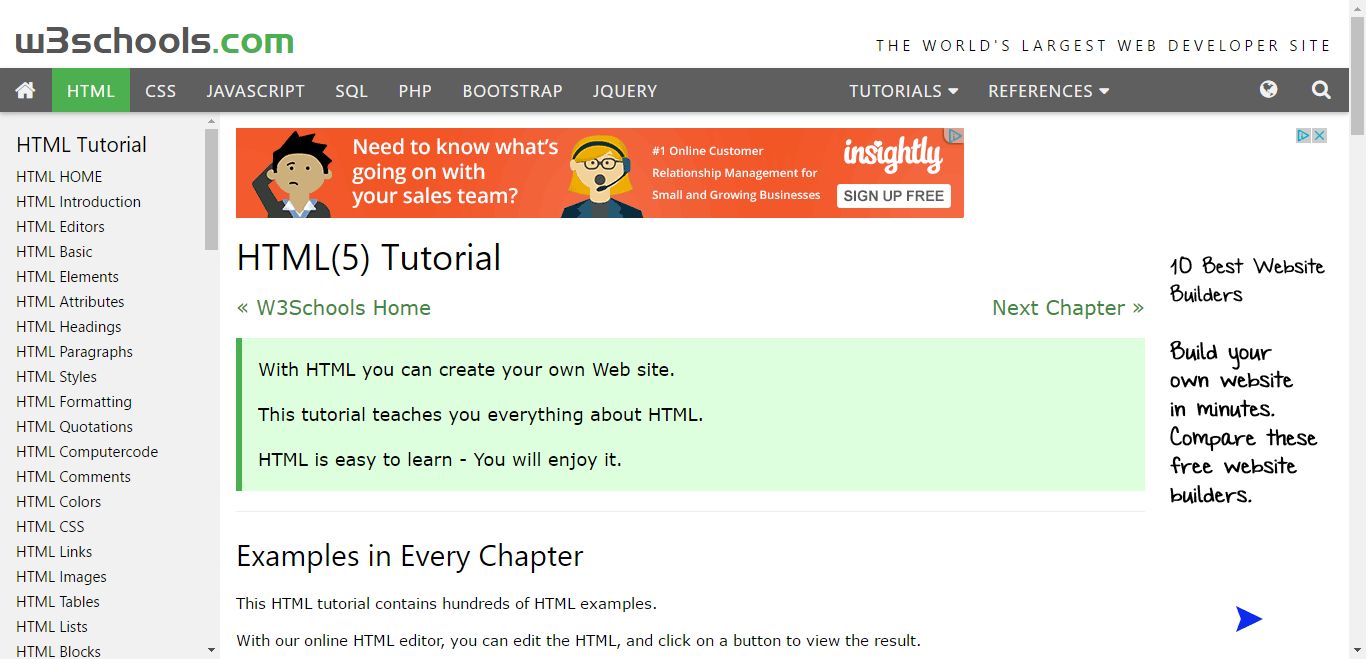 w3schools.com
THE WORLD'S LARGEST WEB DEVELOPER SITE
HTML CSS JAVASCRIPT SQL PHP BOOTSTRAP JQUERY TUTORIALS REFERENCES
HTML Tutorial
HTML HOME
HTML Introduction
HTML Editors
HTML Basic
HTML Elements
HTML Attributes
HTML Headings
HTML Paragraphs
HTML Styles
HTML Formatting
HTML Quotations
HTML Computercode
HTML Comments
HTML Colors
HTML CSS
HTML Links
HTML Images
HTML Tables
HTML Lists
HTML Blocks
Need to know what's
going on with
your sales team?
#1 Online Customer
Relationship Management for
Small and Growing Businesses
insightly
SIGN UP FREE
HTML(5) Tutorial
« W3Schools Home
Next Chapter »
With HTML you can create your own Web site.
This tutorial teaches you everything about HTML.
HTML is easy to learn - You will enjoy it.
Examples in Every Chapter
This HTML tutorial contains hundreds of HTML examples.
With our online HTML editor, you can edit the HTML, and click on a button to view the result.
10 Best Website
Builders
Build your
own website
in minutes.
Compare these
free website
builders.